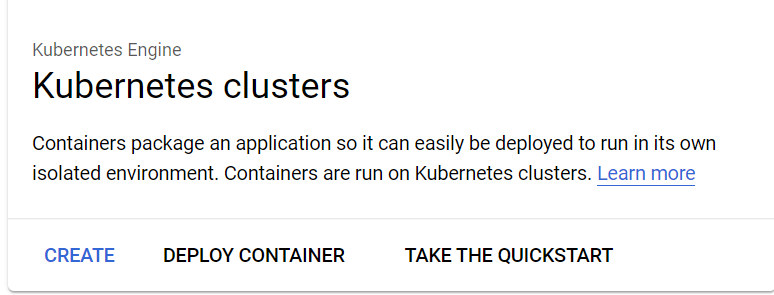 Kubernetes Engine
Kubernetes clusters
Containers package an application so it can easily be deployed to run in its own
isolated environment. Containers are run on Kubernetes clusters. Learn more
CREATE DEPLOY CONTAINER TAKE THE QUICKSTART